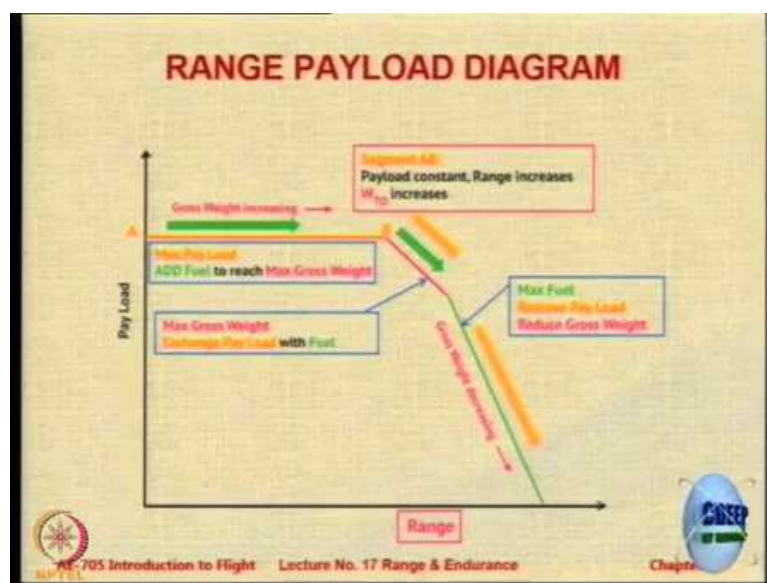 RANGE PAYLOAD DIAGRAM
Segment AB:
Payload constant, Range increases
W_TO increases
Gross Weight increasing
A
B
Max Pay Load
ADD Fuel to reach Max Gross Weight
Max Fuel
Remove Pay Load
Reduce Gross Weight
Max Gross Weight
Exchange Pay Load with Fuel
Pay Load
Gross Weight decreasing
Range
AE-705 Introduction to Flight Lecture No. 17 Range & Endurance Chapte
NPTEL